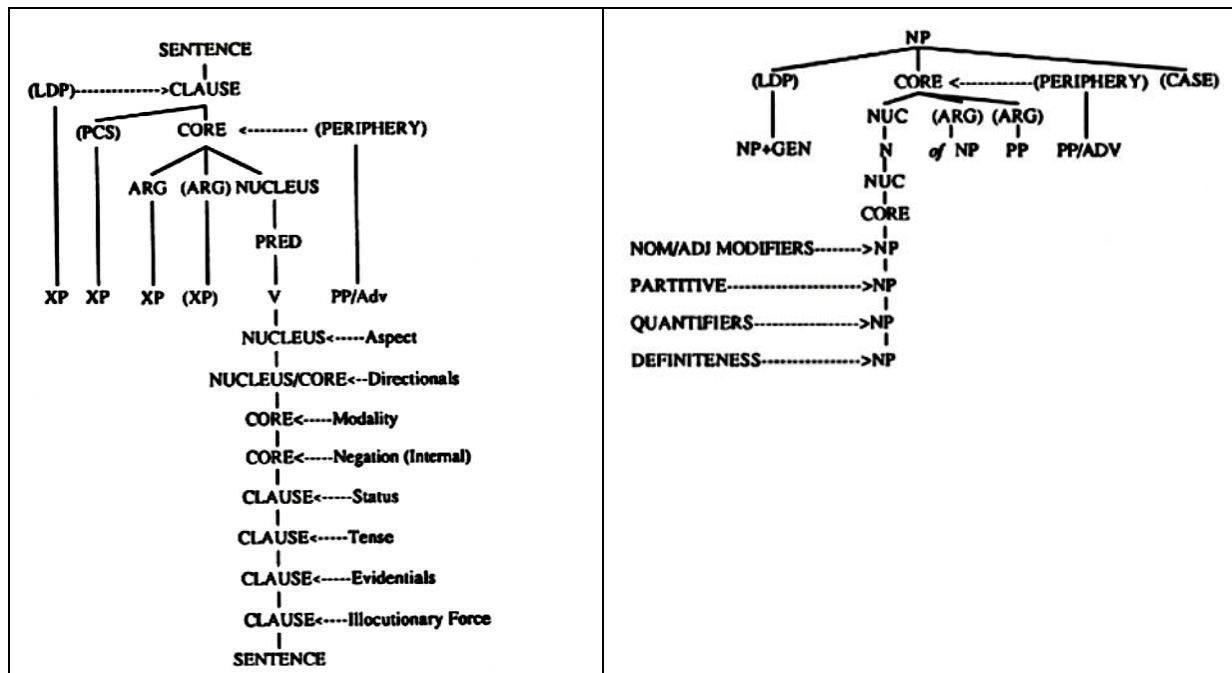 SENTENCE
(LDP)---------->CLAUSE
(PCS) CORE <---------- (PERIPHERY)
ARG (ARG) NUCLEUS
PRED
XP XP XP (XP) V PP/Adv
NUCLEUS<-----Aspect
NUCLEUS/CORE<--Directionals
CORE<-----Modality
CORE<-----Negation (Internal)
CLAUSE<-----Status
CLAUSE<-----Tense
CLAUSE<-----Evidentials
CLAUSE<----Illocutionary Force
SENTENCE
NP
(LDP) CORE <-----------(PERIPHERY) (CASE)
NUC (ARG) (ARG)
NP+GEN N of NP PP PP/ADV
NUC
CORE
NOM/ADJ MODIFIERS-------->NP
PARTITIVE--------------------->NP
QUANTIFIERS------------------>NP
DEFINITENESS---------------->NP